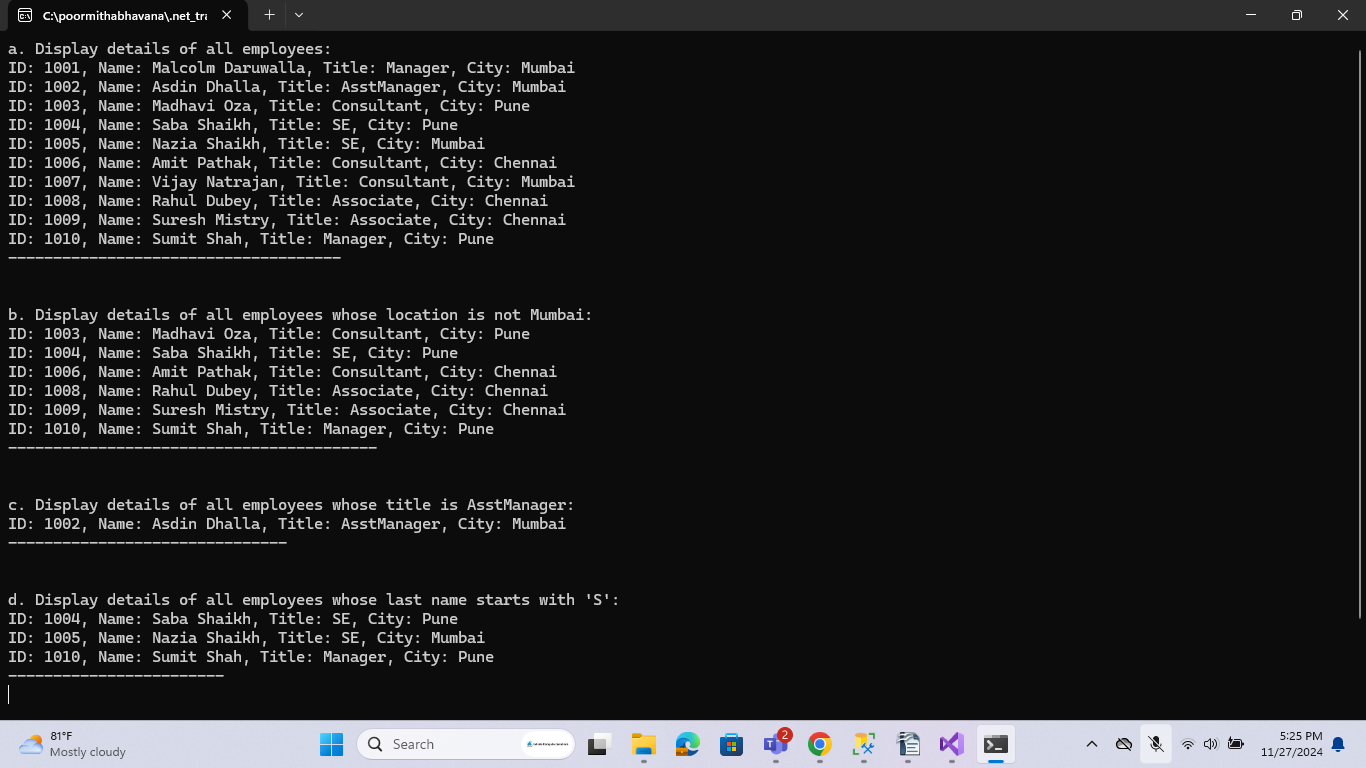 C:\poormithabhavana\.net_tra
a. Display details of all employees:
ID: 1001, Name: Malcolm Daruwalla, Title: Manager, City: Mumbai
ID: 1002, Name: Asdin Dhalla, Title: AsstManager, City: Mumbai
ID: 1003, Name: Madhavi Oza, Title: Consultant, City: Pune
ID: 1004, Name: Saba Shaikh, Title: SE, City: Pune
ID: 1005, Name: Nazia Shaikh, Title: SE, City: Mumbai
ID: 1006, Name: Amit Pathak, Title: Consultant, City: Chennai
ID: 1007, Name: Vijay Natrajan, Title: Consultant, City: Mumbai
ID: 1008, Name: Rahul Dubey, Title: Associate, City: Chennai
ID: 1009, Name: Suresh Mistry, Title: Associate, City: Chennai
ID: 1010, Name: Sumit Shah, Title: Manager, City: Pune
-------------------------------------
b. Display details of all employees whose location is not Mumbai:
ID: 1003, Name: Madhavi Oza, Title: Consultant, City: Pune
ID: 1004, Name: Saba Shaikh, Title: SE, City: Pune
ID: 1006, Name: Amit Pathak, Title: Consultant, City: Chennai
ID: 1008, Name: Rahul Dubey, Title: Associate, City: Chennai
ID: 1009, Name: Suresh Mistry, Title: Associate, City: Chennai
ID: 1010, Name: Sumit Shah, Title: Manager, City: Pune
-----------------------------------------
c. Display details of all employees whose title is AsstManager:
ID: 1002, Name: Asdin Dhalla, Title: AsstManager, City: Mumbai
-------------------------------
d. Display details of all employees whose last name starts with 'S':
ID: 1004, Name: Saba Shaikh, Title: SE, City: Pune
ID: 1005, Name: Nazia Shaikh, Title: SE, City: Mumbai
ID: 1010, Name: Sumit Shah, Title: Manager, City: Pune
------------------------
81°F
Mostly cloudy
Search
2
5:25 PM
11/27/2024